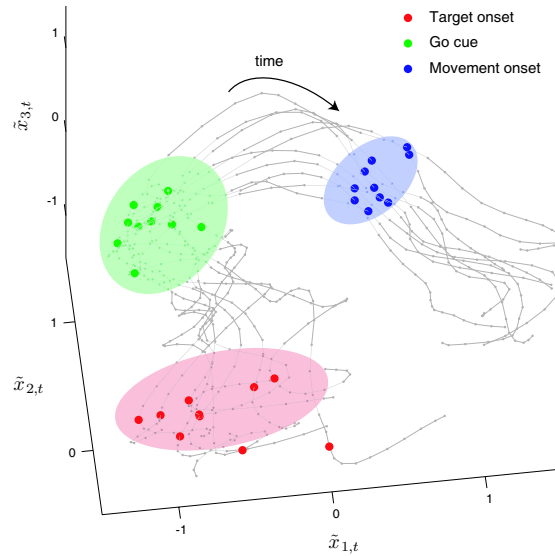 Target onset
Go cue
Movement onset
time
1
0
-1
x̃3,t
1
0
x̃2,t
-1
0
1
x̃1,t